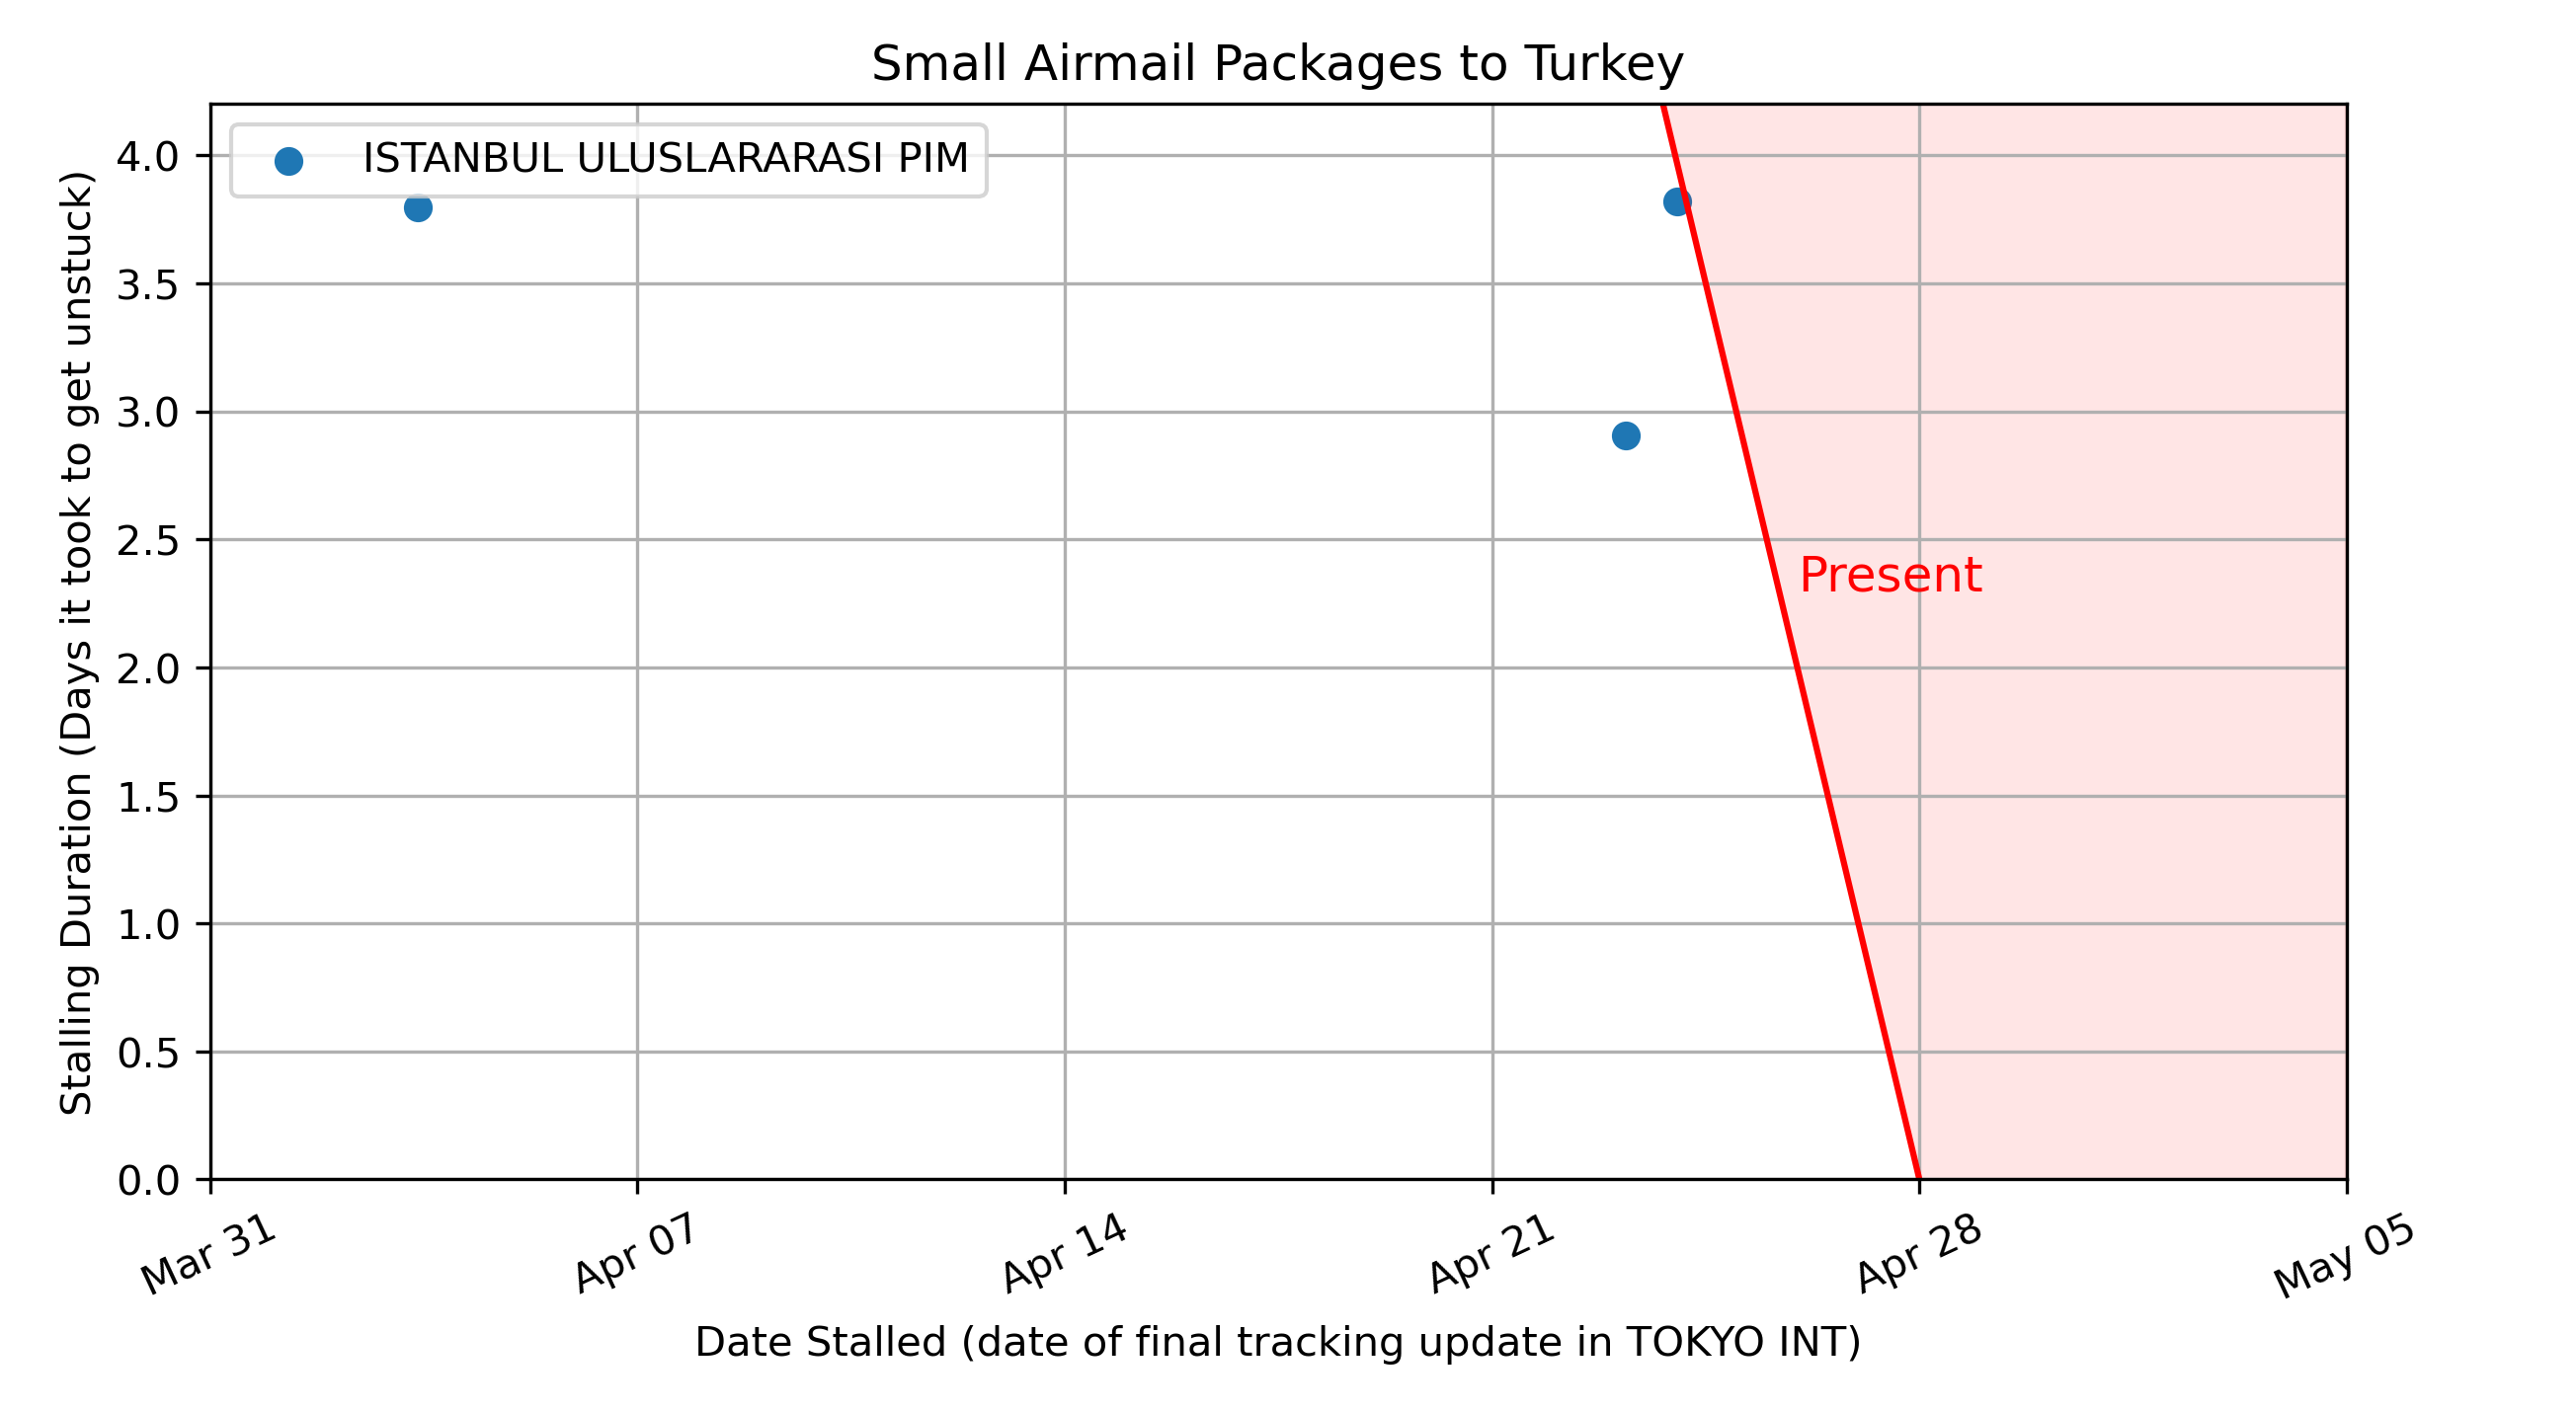 Small Airmail Packages to Turkey
ISTANBUL ULUSLARARASI PIM
Stalling Duration (Days it took to get unstuck)
4.0
3.5
3.0
2.5
2.0
1.5
1.0
0.5
0.0
Present
Mar 31
Apr 07
Apr 14
Apr 21
Apr 28
May 05
Date Stalled (date of final tracking update in TOKYO INT)